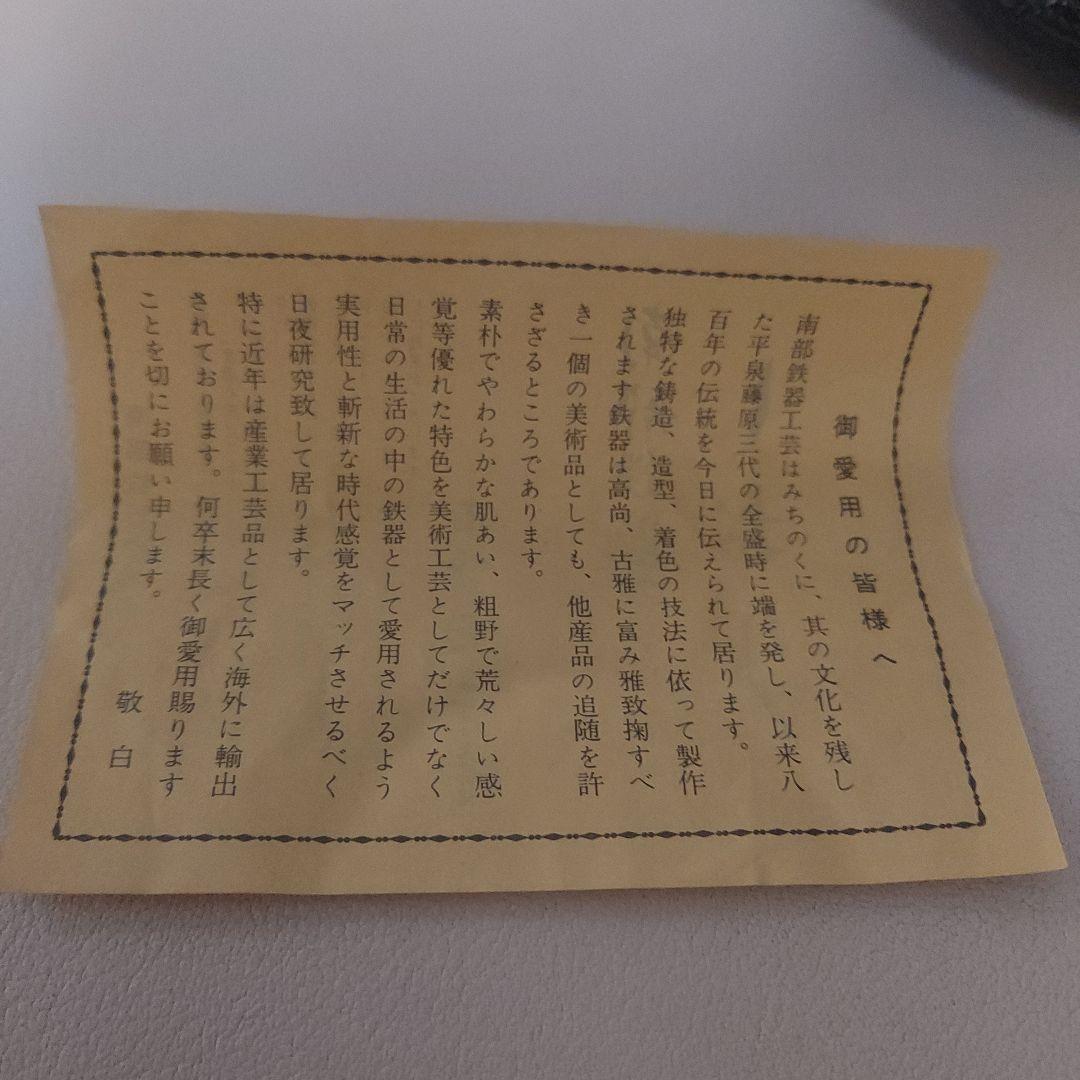 御愛用の皆様へ
南部鉄器工芸はみちのくに、其の文化を残し
た平泉藤原三代の全盛時に端を発し、以来八
百年の伝統を今日に伝えられて居ります。
独特な鋳造、造型、着色の技法に依って製作
されます鉄器は高尚、古雅に富み雅致掬すべ
き一個の美術品としても、他産品の追随を許
さざるところであります。
素朴でやわらかな肌あい、粗野で荒々しい感
覚等優れた特色を美術工芸としてだけでなく
日常の生活の中の鉄器として愛用されるよう
実用性と斬新な時代感覚をマッチさせるべく
日夜研究致して居ります。
特に近年は産業工芸品として広く海外に輸出
されております。何卒末長く御愛用賜ります
ことを切にお願い申します。
敬白